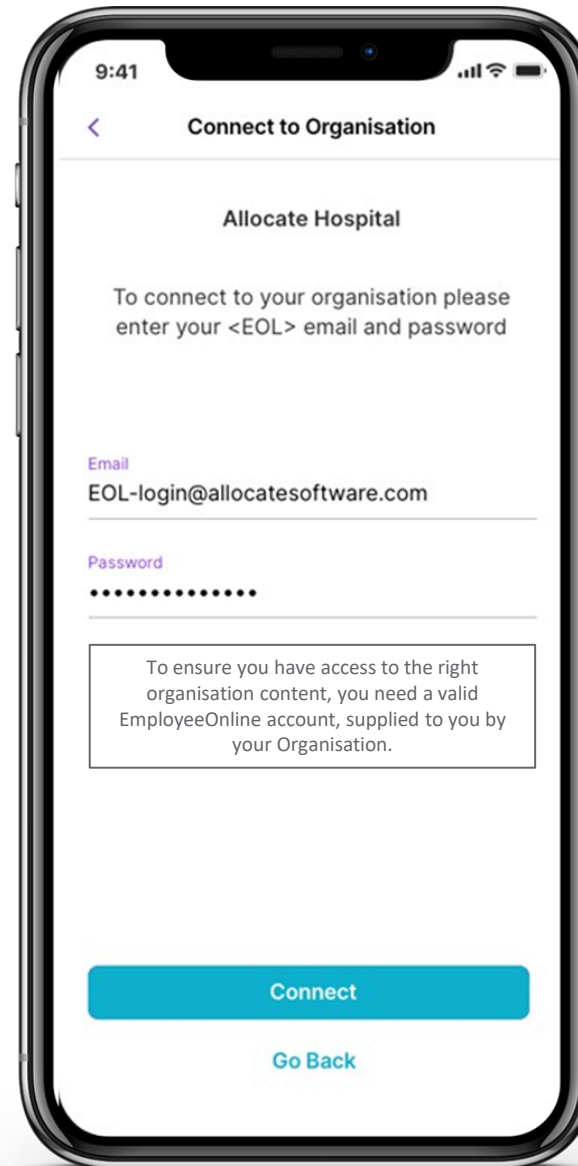 9:41
Connect to Organisation
Allocate Hospital
To connect to your organisation please
enter your <EOL> email and password
Email
EOL-login@allocatesoftware.com
Password
••••••••••••••
To ensure you have access to the right
organisation content, you need a valid
EmployeeOnline account, supplied to you by
your Organisation.
Connect
Go Back